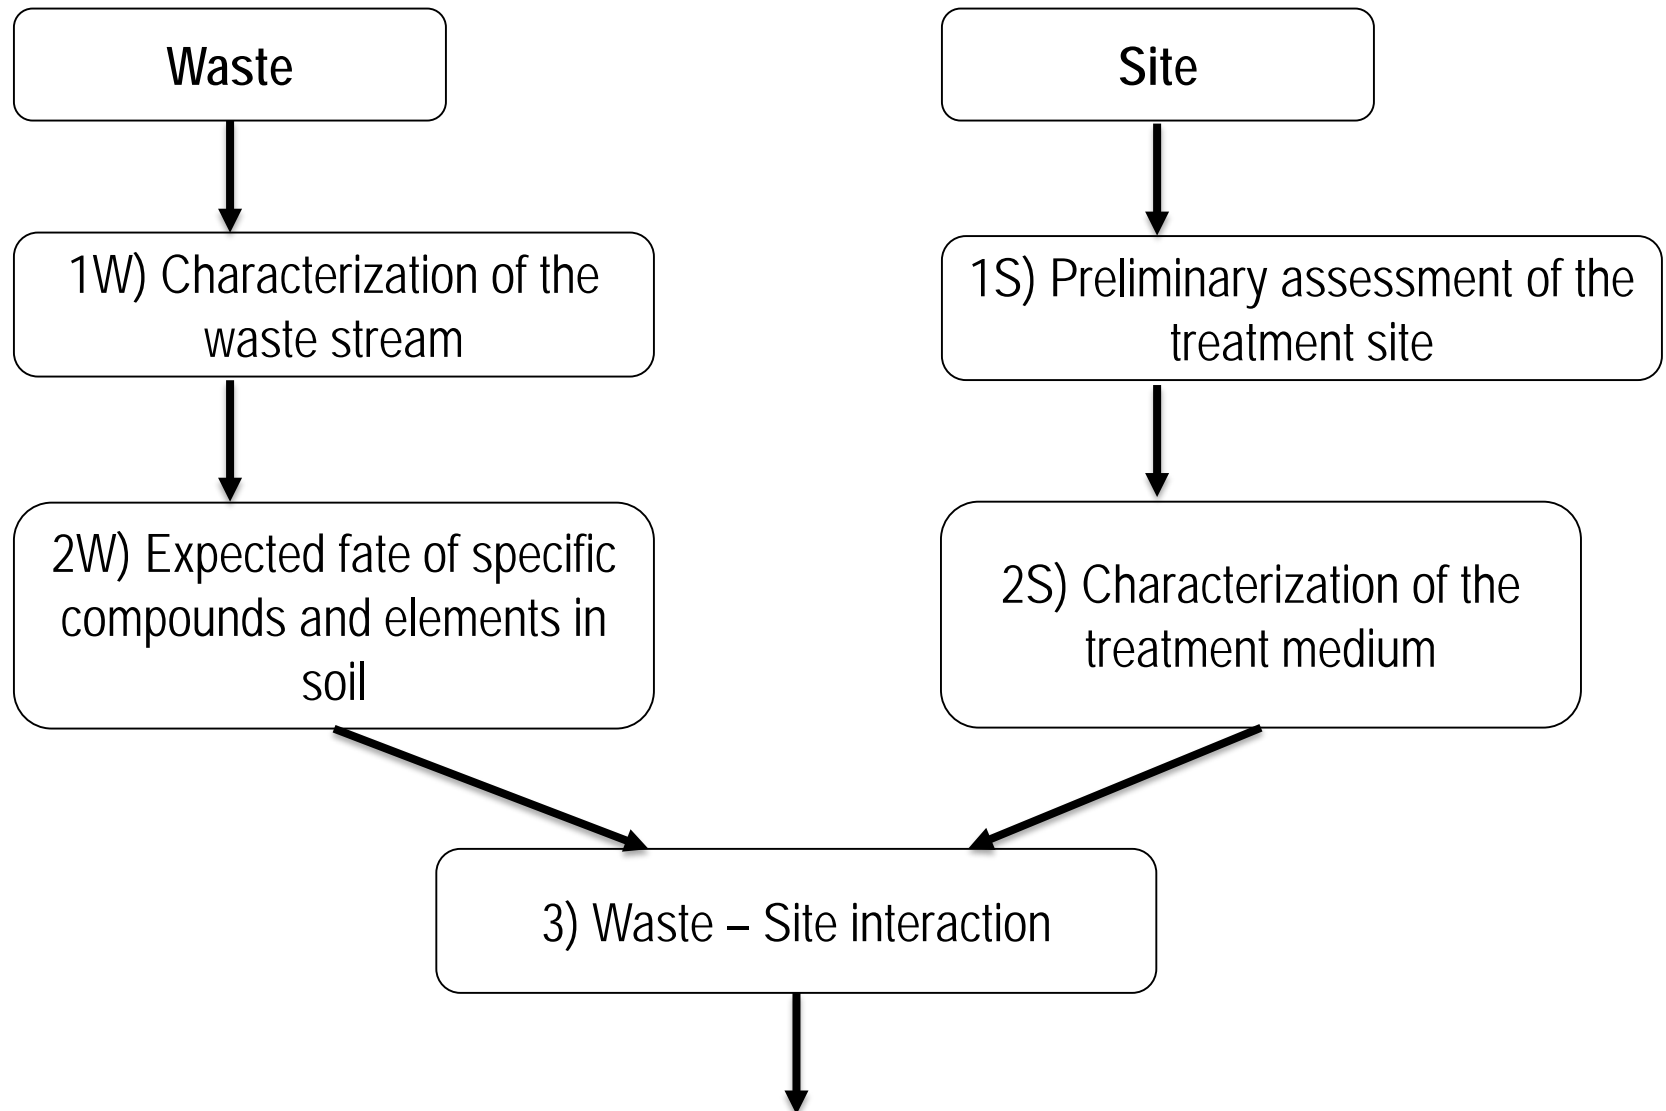 Waste
Site
1W) Characterization of the
waste stream
1S) Preliminary assessment of the
treatment site
2W) Expected fate of specific
compounds and elements in
soil
2S) Characterization of the
treatment medium
3) Waste – Site interaction